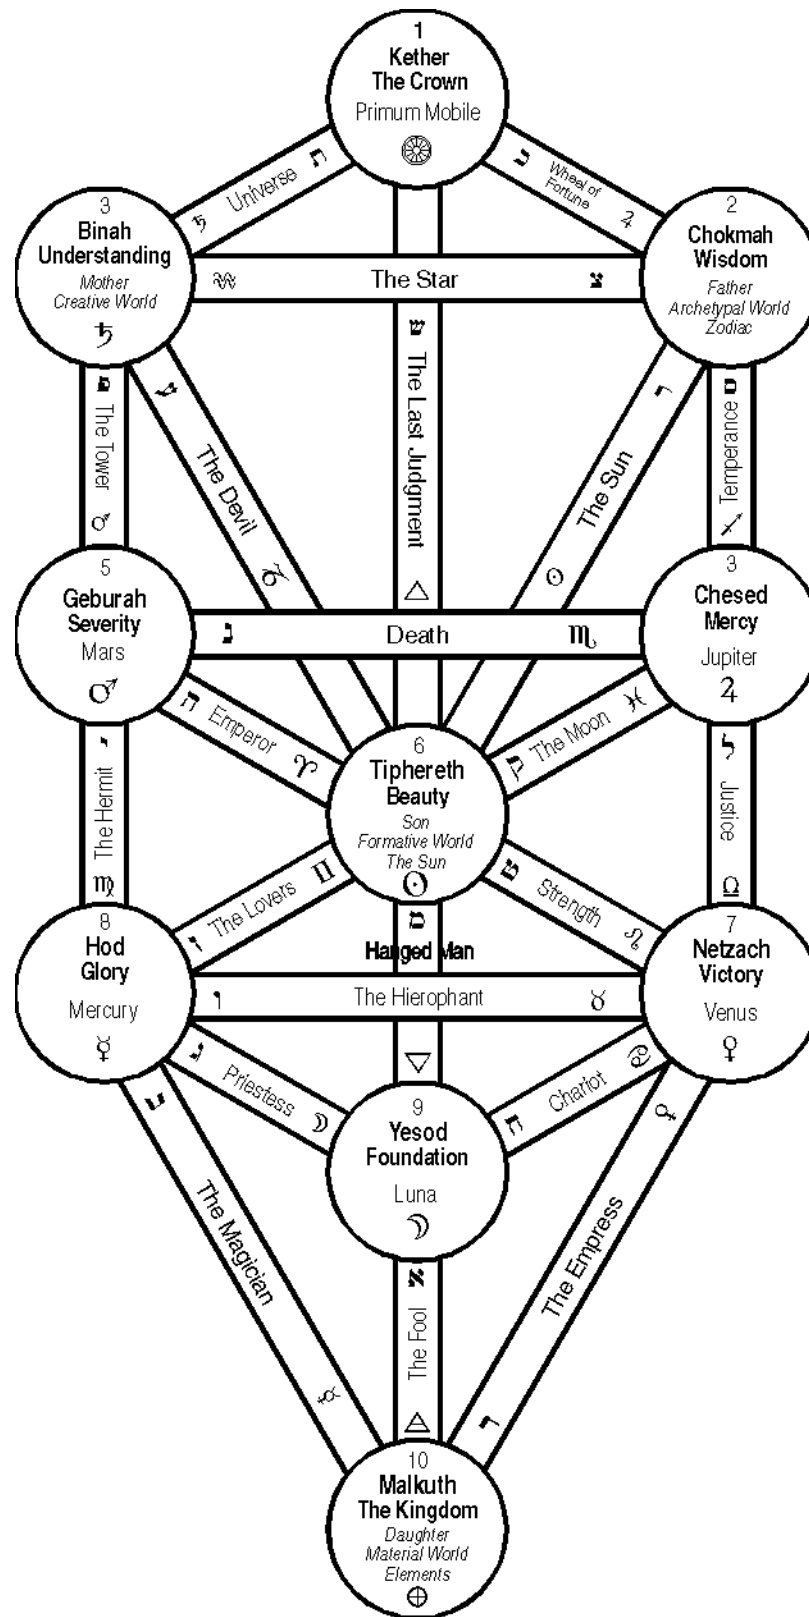 1
Kether
The Crown
Primum Mobile
♄ Universe ת
כ Wheel of
Fortune ♃
3
Binah
Understanding
Mother
Creative World
♄
2
Chokmah
Wisdom
Father
Archetypal World
Zodiac
The Star צ
ש The Last Judgment
The Tower ♂
ע The Devil ♑
ר The Sun ☉
Temperance ♐
5
Geburah
Severity
Mars
♂
נ Death ♏
3
Chesed
Mercy
Jupiter
♃
ה Emperor ♈
ק The Moon ♓
6
Tiphereth
Beauty
Son
Formative World
The Sun
☉
י The Hermit ♍
ל Justice ♎
ז The Lovers ♊
Strength ♌
מ
Hanged Man
8
Hod
Glory
Mercury
☿
ו The Hierophant ♉
7
Netzach
Victory
Venus
♀
ג Priestess ☽
ח Chariot ♋
9
Yesod
Foundation
Luna
☽
The Magician ☿
א The Fool
♀ The Empress ד
10
Malkuth
The Kingdom
Daughter
Material World
Elements